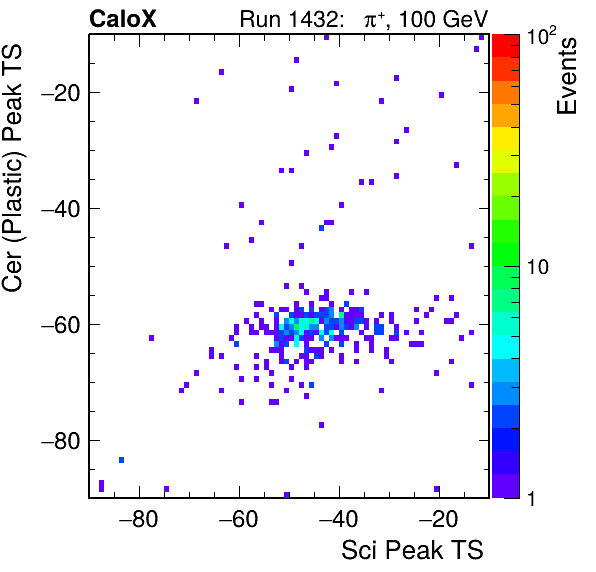 CaloX Run 1432: π+, 100 GeV
Cer (Plastic) Peak TS
−20
−40
−60
−80
−80 −60 −40 −20
Sci Peak TS
10²
10
1
Events